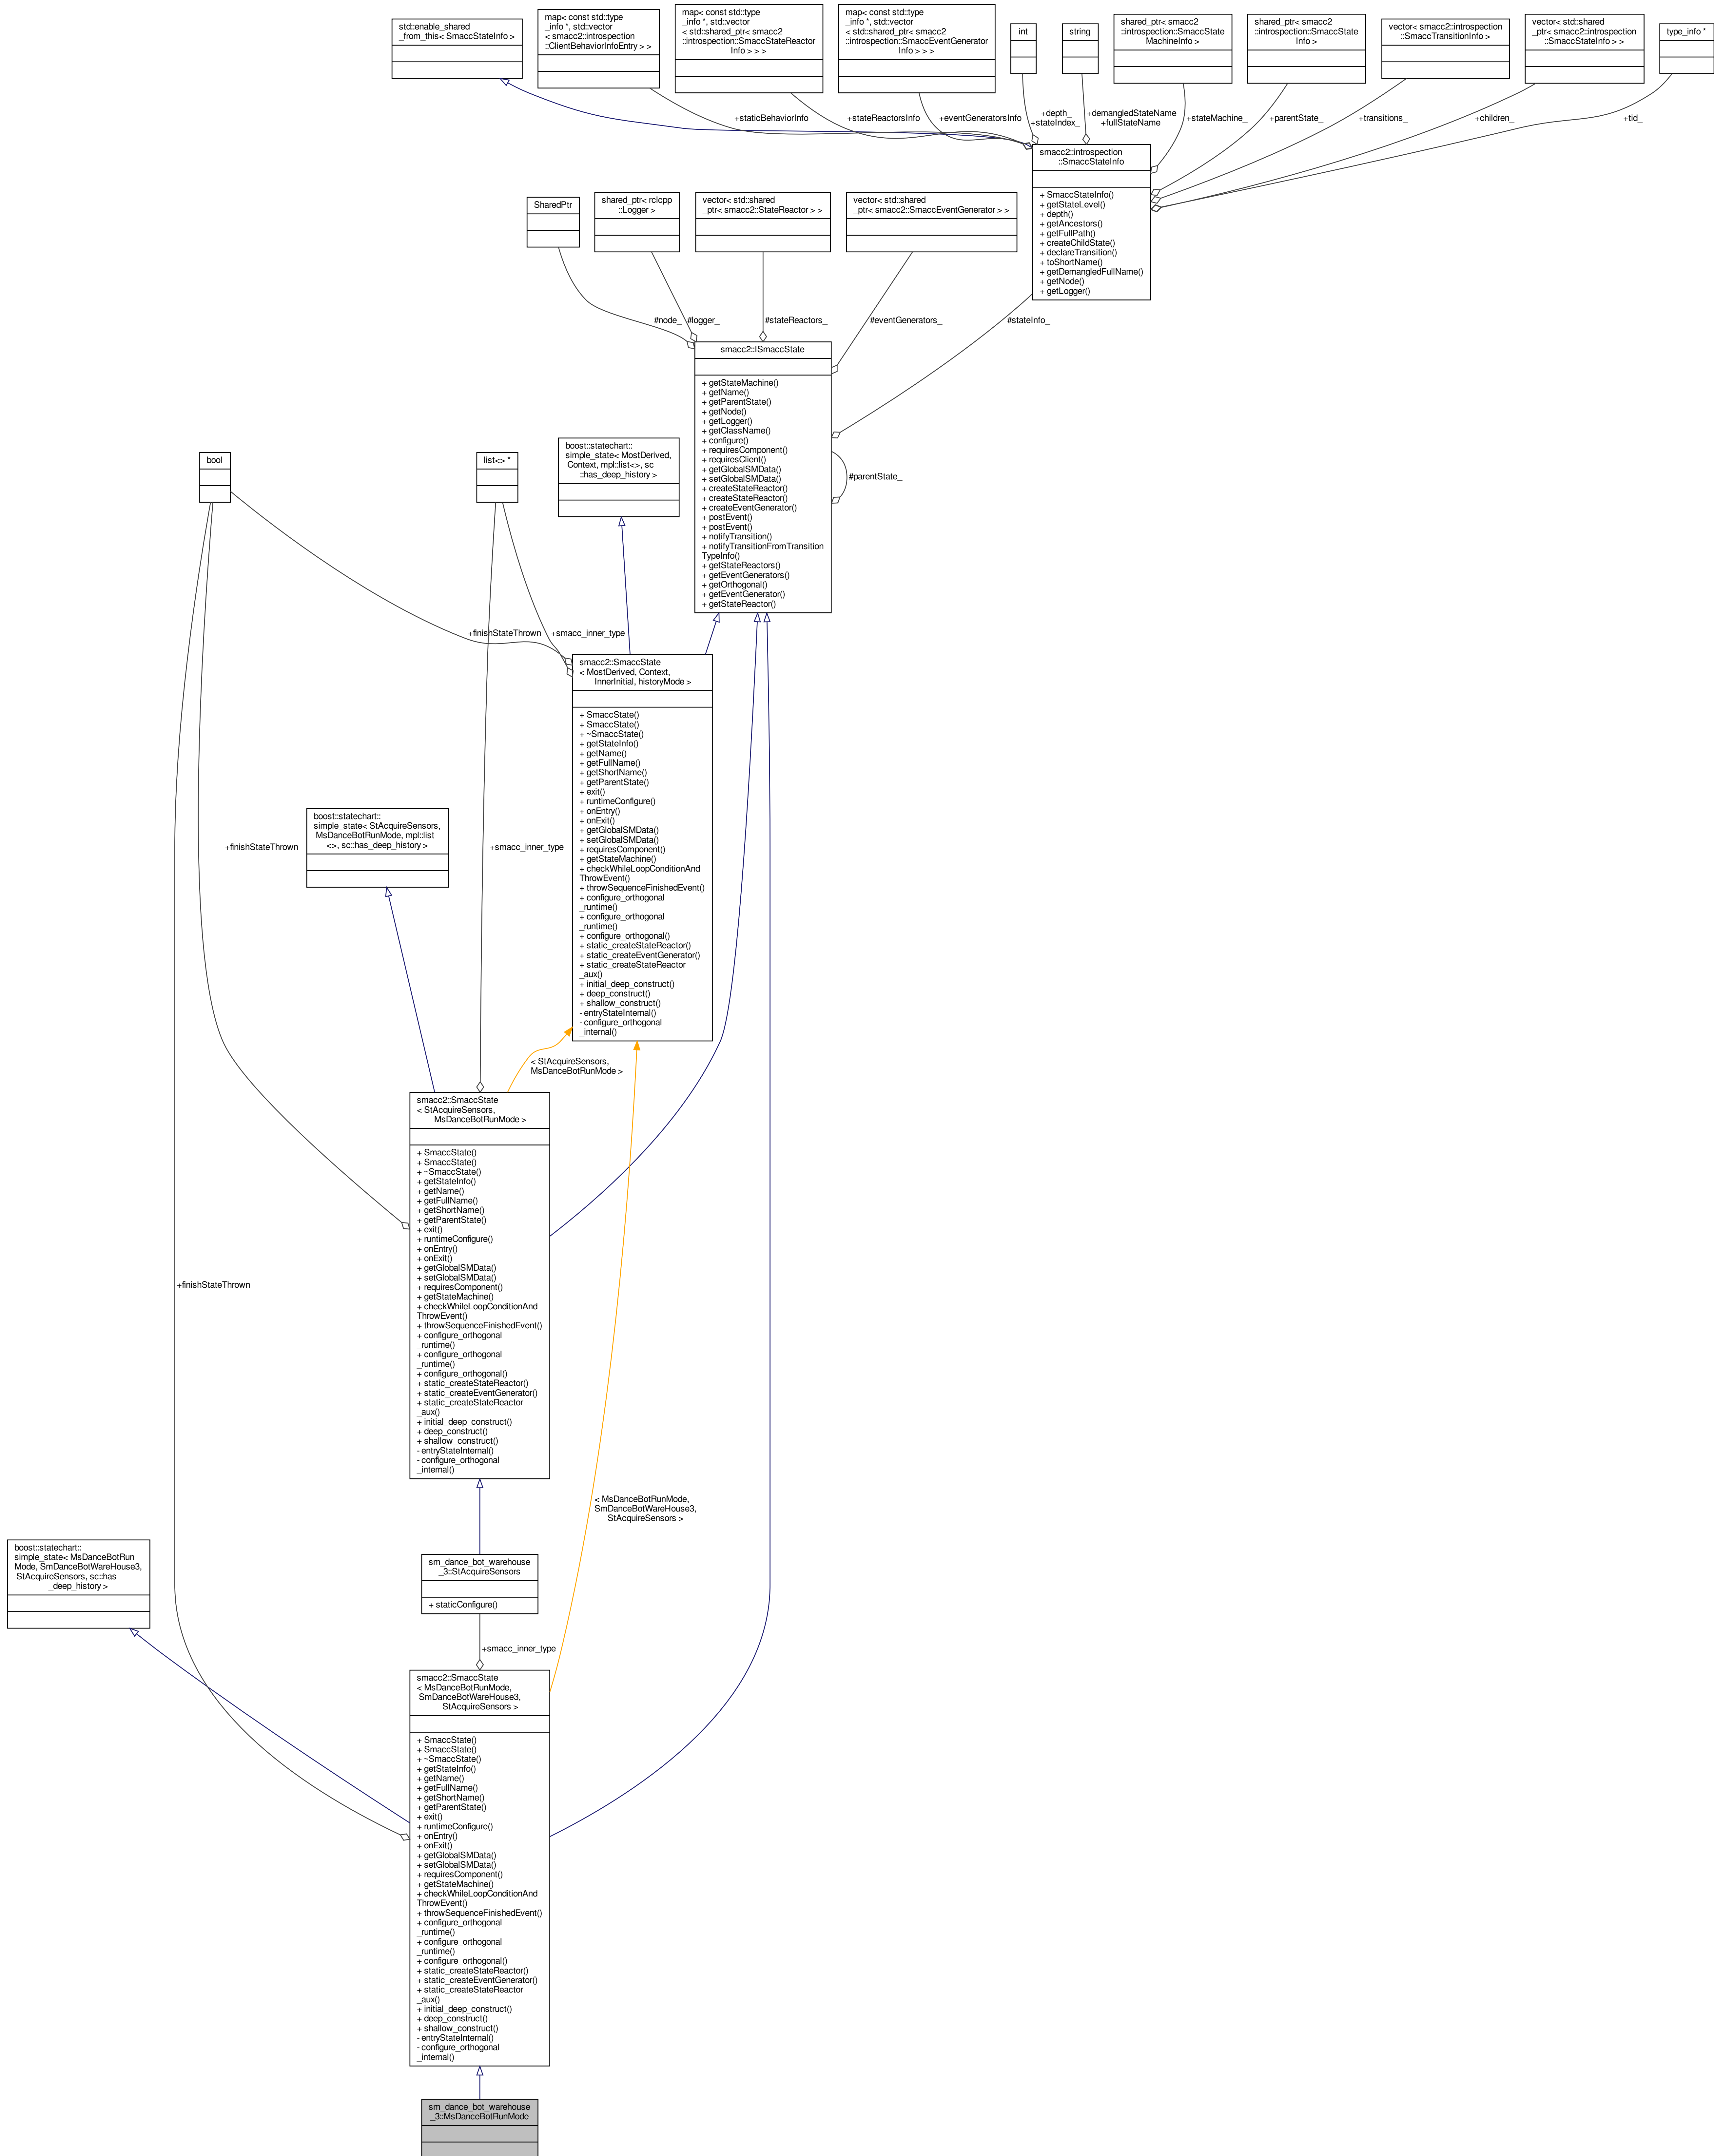 std::enable_shared
_from_this< SmaccStateInfo >
map< const std::type
_info *, std::vector
< smacc2::introspection
::ClientBehaviorInfoEntry > >
map< const std::type
_info *, std::vector
< std::shared_ptr< smacc2
::introspection::SmaccStateReactor
Info > > >
map< const std::type
_info *, std::vector
< std::shared_ptr< smacc2
::introspection::SmaccEventGenerator
Info > > >
int
string
shared_ptr< smacc2
::introspection::SmaccState
MachineInfo >
shared_ptr< smacc2
::introspection::SmaccState
Info >
vector< smacc2::introspection
::SmaccTransitionInfo >
vector< std::shared
_ptr< smacc2::introspection
::SmaccStateInfo > >
type_info *
+staticBehaviorInfo
+stateReactorsInfo
+eventGeneratorsInfo
+depth_
+stateIndex_
+demangledStateName
+fullStateName
+stateMachine_
+parentState_
+transitions_
+children_
+tid_
smacc2::introspection
::SmaccStateInfo
+ SmaccStateInfo()
+ getStateLevel()
+ depth()
+ getAncestors()
+ getFullPath()
+ createChildState()
+ declareTransition()
+ toShortName()
+ getDemangledFullName()
+ getNode()
+ getLogger()
SharedPtr
shared_ptr< rclcpp
::Logger >
vector< std::shared
_ptr< smacc2::StateReactor > >
vector< std::shared
_ptr< smacc2::SmaccEventGenerator > >
#node_
#logger_
#stateReactors_
#eventGenerators_
#stateInfo_
smacc2::ISmaccState
+ getStateMachine()
+ getName()
+ getParentState()
+ getNode()
+ getLogger()
+ getClassName()
+ configure()
+ requiresComponent()
+ requiresClient()
+ getGlobalSMData()
+ setGlobalSMData()
+ createStateReactor()
+ createStateReactor()
+ createEventGenerator()
+ postEvent()
+ postEvent()
+ notifyTransition()
+ notifyTransitionFromTransition
TypeInfo()
+ getStateReactors()
+ getEventGenerators()
+ getOrthogonal()
+ getEventGenerator()
+ getStateReactor()
#parentState_
bool
list<> *
boost::statechart::
simple_state< MostDerived,
Context, mpl::list<>, sc
::has_deep_history >
+finishStateThrown
+smacc_inner_type
smacc2::SmaccState
< MostDerived, Context,
InnerInitial, historyMode >
+ SmaccState()
+ SmaccState()
+ ~SmaccState()
+ getStateInfo()
+ getName()
+ getFullName()
+ getShortName()
+ getParentState()
+ exit()
+ runtimeConfigure()
+ onEntry()
+ onExit()
+ getGlobalSMData()
+ setGlobalSMData()
+ requiresComponent()
+ getStateMachine()
+ checkWhileLoopConditionAnd
ThrowEvent()
+ throwSequenceFinishedEvent()
+ configure_orthogonal
_runtime()
+ configure_orthogonal
_runtime()
+ configure_orthogonal()
+ static_createStateReactor()
+ static_createEventGenerator()
+ static_createStateReactor
_aux()
+ initial_deep_construct()
+ deep_construct()
+ shallow_construct()
- entryStateInternal()
- configure_orthogonal
_internal()
boost::statechart::
simple_state< StAcquireSensors,
MsDanceBotRunMode, mpl::list
<>, sc::has_deep_history >
+finishStateThrown
+smacc_inner_type
< StAcquireSensors,
MsDanceBotRunMode >
smacc2::SmaccState
< StAcquireSensors,
MsDanceBotRunMode >
+ SmaccState()
+ SmaccState()
+ ~SmaccState()
+ getStateInfo()
+ getName()
+ getFullName()
+ getShortName()
+ getParentState()
+ exit()
+ runtimeConfigure()
+ onEntry()
+ onExit()
+ getGlobalSMData()
+ setGlobalSMData()
+ requiresComponent()
+ getStateMachine()
+ checkWhileLoopConditionAnd
ThrowEvent()
+ throwSequenceFinishedEvent()
+ configure_orthogonal
_runtime()
+ configure_orthogonal
_runtime()
+ configure_orthogonal()
+ static_createStateReactor()
+ static_createEventGenerator()
+ static_createStateReactor
_aux()
+ initial_deep_construct()
+ deep_construct()
+ shallow_construct()
- entryStateInternal()
- configure_orthogonal
_internal()
+finishStateThrown
< MsDanceBotRunMode,
SmDanceBotWareHouse3,
StAcquireSensors >
boost::statechart::
simple_state< MsDanceBotRun
Mode, SmDanceBotWareHouse3,
StAcquireSensors, sc::has
_deep_history >
sm_dance_bot_warehouse
_3::StAcquireSensors
+ staticConfigure()
+smacc_inner_type
smacc2::SmaccState
< MsDanceBotRunMode,
SmDanceBotWareHouse3,
StAcquireSensors >
+ SmaccState()
+ SmaccState()
+ ~SmaccState()
+ getStateInfo()
+ getName()
+ getFullName()
+ getShortName()
+ getParentState()
+ exit()
+ runtimeConfigure()
+ onEntry()
+ onExit()
+ getGlobalSMData()
+ setGlobalSMData()
+ requiresComponent()
+ getStateMachine()
+ checkWhileLoopConditionAnd
ThrowEvent()
+ throwSequenceFinishedEvent()
+ configure_orthogonal
_runtime()
+ configure_orthogonal
_runtime()
+ configure_orthogonal()
+ static_createStateReactor()
+ static_createEventGenerator()
+ static_createStateReactor
_aux()
+ initial_deep_construct()
+ deep_construct()
+ shallow_construct()
- entryStateInternal()
- configure_orthogonal
_internal()
sm_dance_bot_warehouse
_3::MsDanceBotRunMode